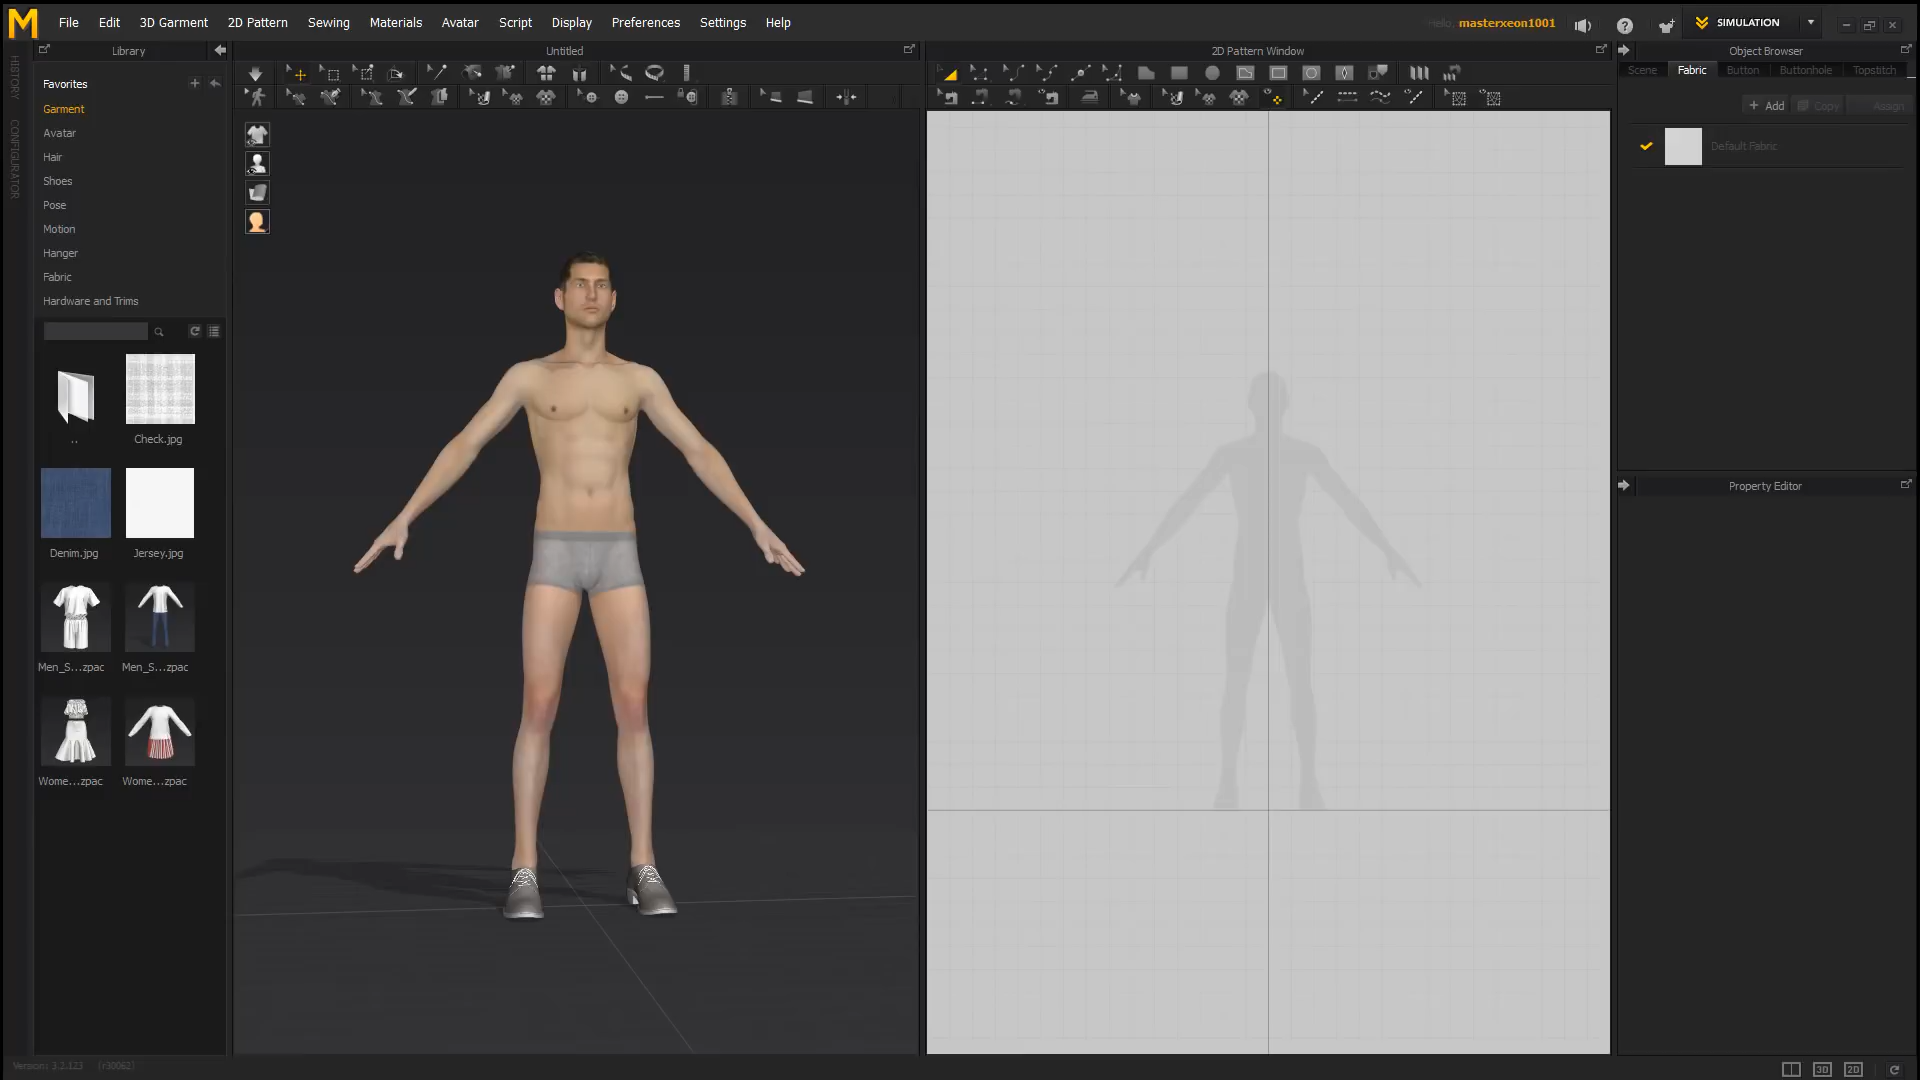 M File Edit 3D Garment 2D Pattern Sewing Materials Avatar Script Display Preferences Settings Help Hello, masterxeon1001 SIMULATION
Library Untitled 2D Pattern Window Object Browser
HISTORY
CONFIGURATOR
Scene Fabric Button Buttonhole Topstitch
Favorites
Garment
Avatar
Hair
Shoes
Pose
Motion
Hanger
Fabric
Hardware and Trims
+ Add Copy Assign
Default Fabric
..
Check.jpg
Denim.jpg
Jersey.jpg
Men_S...zpac
Men_S...zpac
Wome...zpac
Wome...zpac
Property Editor
Version: 3.2.123 (r30062)
3D 2D